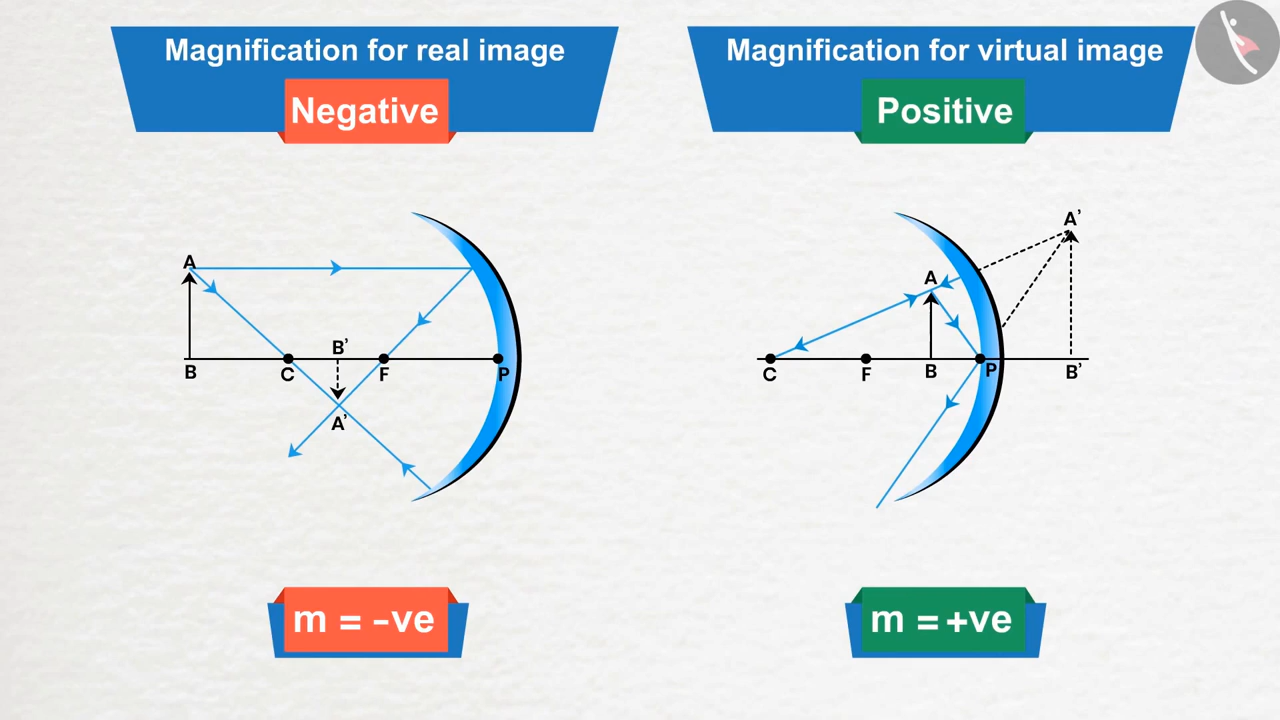 Magnification for real image
Negative
A
B
C
B’
F
P
A’
m = –ve
Magnification for virtual image
Positive
A’
A
C
F
B
P
B’
m = +ve